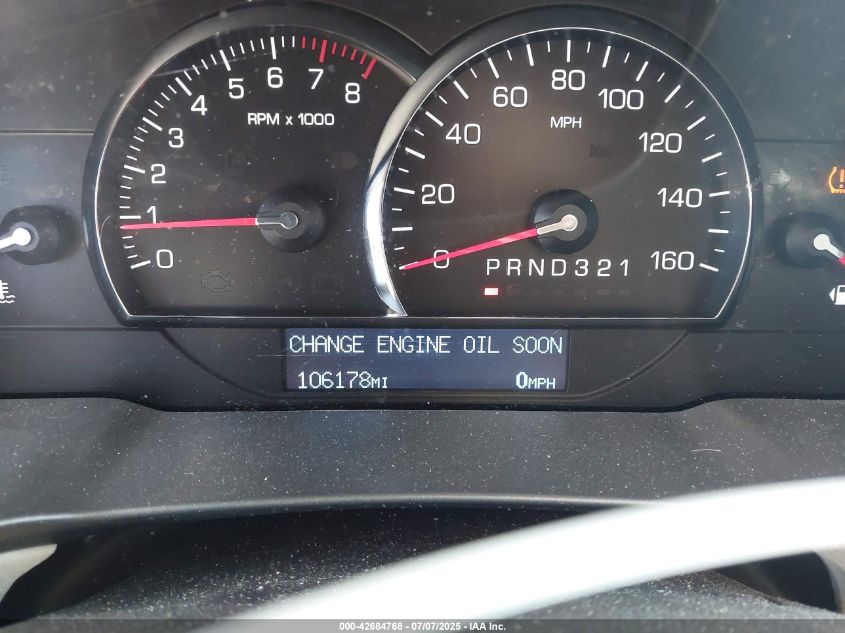 0 1 2 3 4 5 6 7 8
RPM x 1000
0 20 40 60 80 100 120 140 160
MPH
PRND321
CHANGE ENGINE OIL SOON
106178MI 0MPH
000-42684768 - 07/07/2025 - IAA Inc.